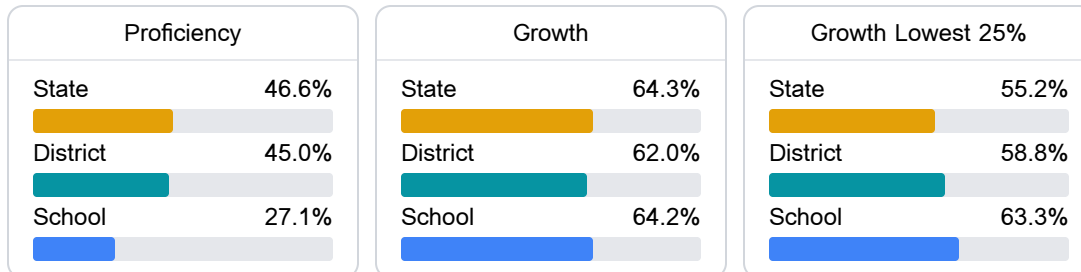 Proficiency
State 46.6%
District 45.0%
School 27.1%
Growth
State 64.3%
District 62.0%
School 64.2%
Growth Lowest 25%
State 55.2%
District 58.8%
School 63.3%